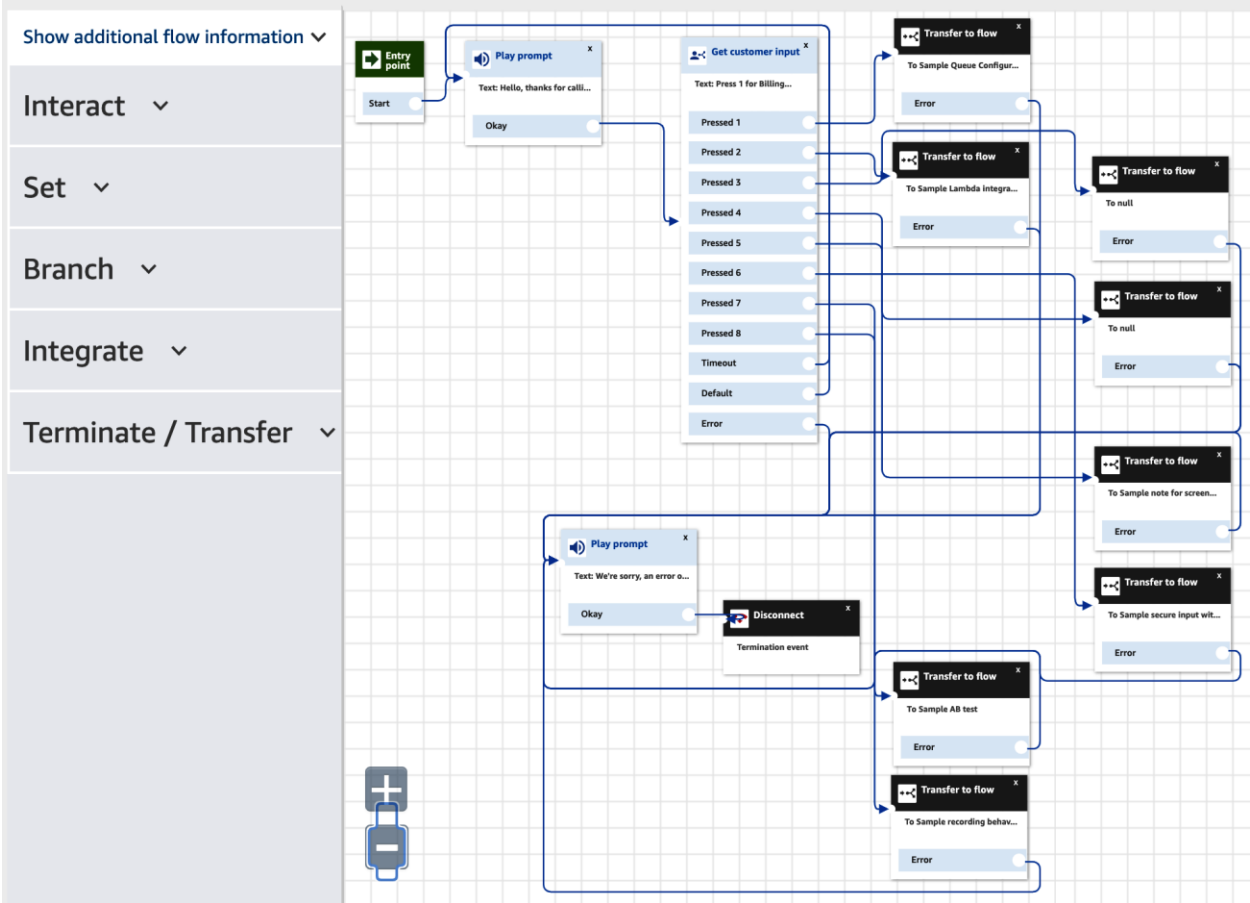 Show additional flow information
Interact
Set
Branch
Integrate
Terminate / Transfer
Entry
point
Start
Play prompt
x
Text: Hello, thanks for calli...
Okay
Get customer input
x
Text: Press 1 for Billing...
Pressed 1
Pressed 2
Pressed 3
Pressed 4
Pressed 5
Pressed 6
Pressed 7
Pressed 8
Timeout
Default
Error
Transfer to flow
x
To Sample Queue Configur...
Error
Transfer to flow
x
To Sample Lambda integra...
Error
Transfer to flow
x
To null
Error
Transfer to flow
x
To null
Error
Transfer to flow
x
To Sample note for screen...
Error
Transfer to flow
x
To Sample secure input wit...
Error
Play prompt
x
Text: We're sorry, an error o...
Okay
Disconnect
x
Termination event
Transfer to flow
x
To Sample AB test
Error
Transfer to flow
x
To Sample recording behav...
Error